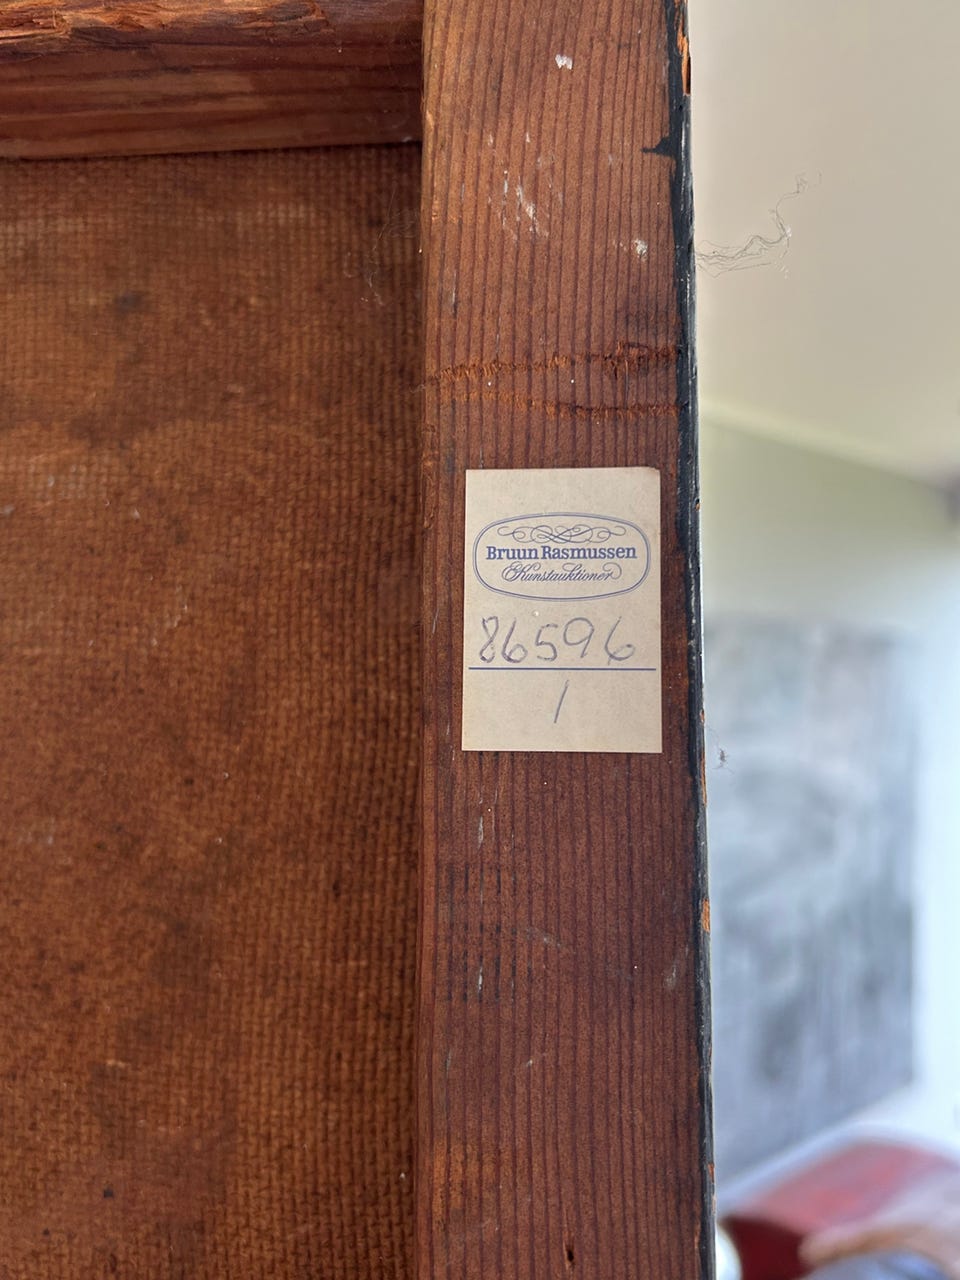 Bruun Rasmussen
Kunstauktioner
86596
1